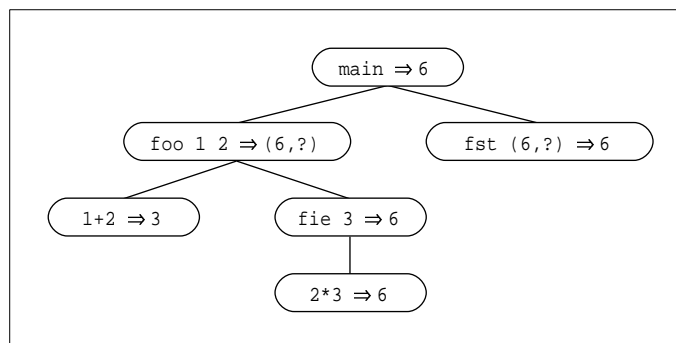 main ⇒ 6
foo 1 2 ⇒ (6,?)
fst (6,?) ⇒ 6
1+2 ⇒ 3
fie 3 ⇒ 6
2*3 ⇒ 6